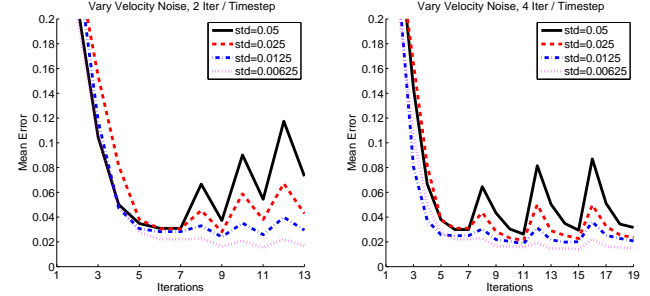 Vary Velocity Noise, 2 Iter / Timestep
0.2
0.18
0.16
0.14
0.12
0.1
0.08
0.06
0.04
0.02
0
Mean Error
std=0.05
std=0.025
std=0.0125
std=0.00625
1 3 5 7 9 11 13
Iterations
Vary Velocity Noise, 4 Iter / Timestep
0.2
0.18
0.16
0.14
0.12
0.1
0.08
0.06
0.04
0.02
0
Mean Error
std=0.05
std=0.025
std=0.0125
std=0.00625
1 3 5 7 9 11 13 15 17 19
Iterations